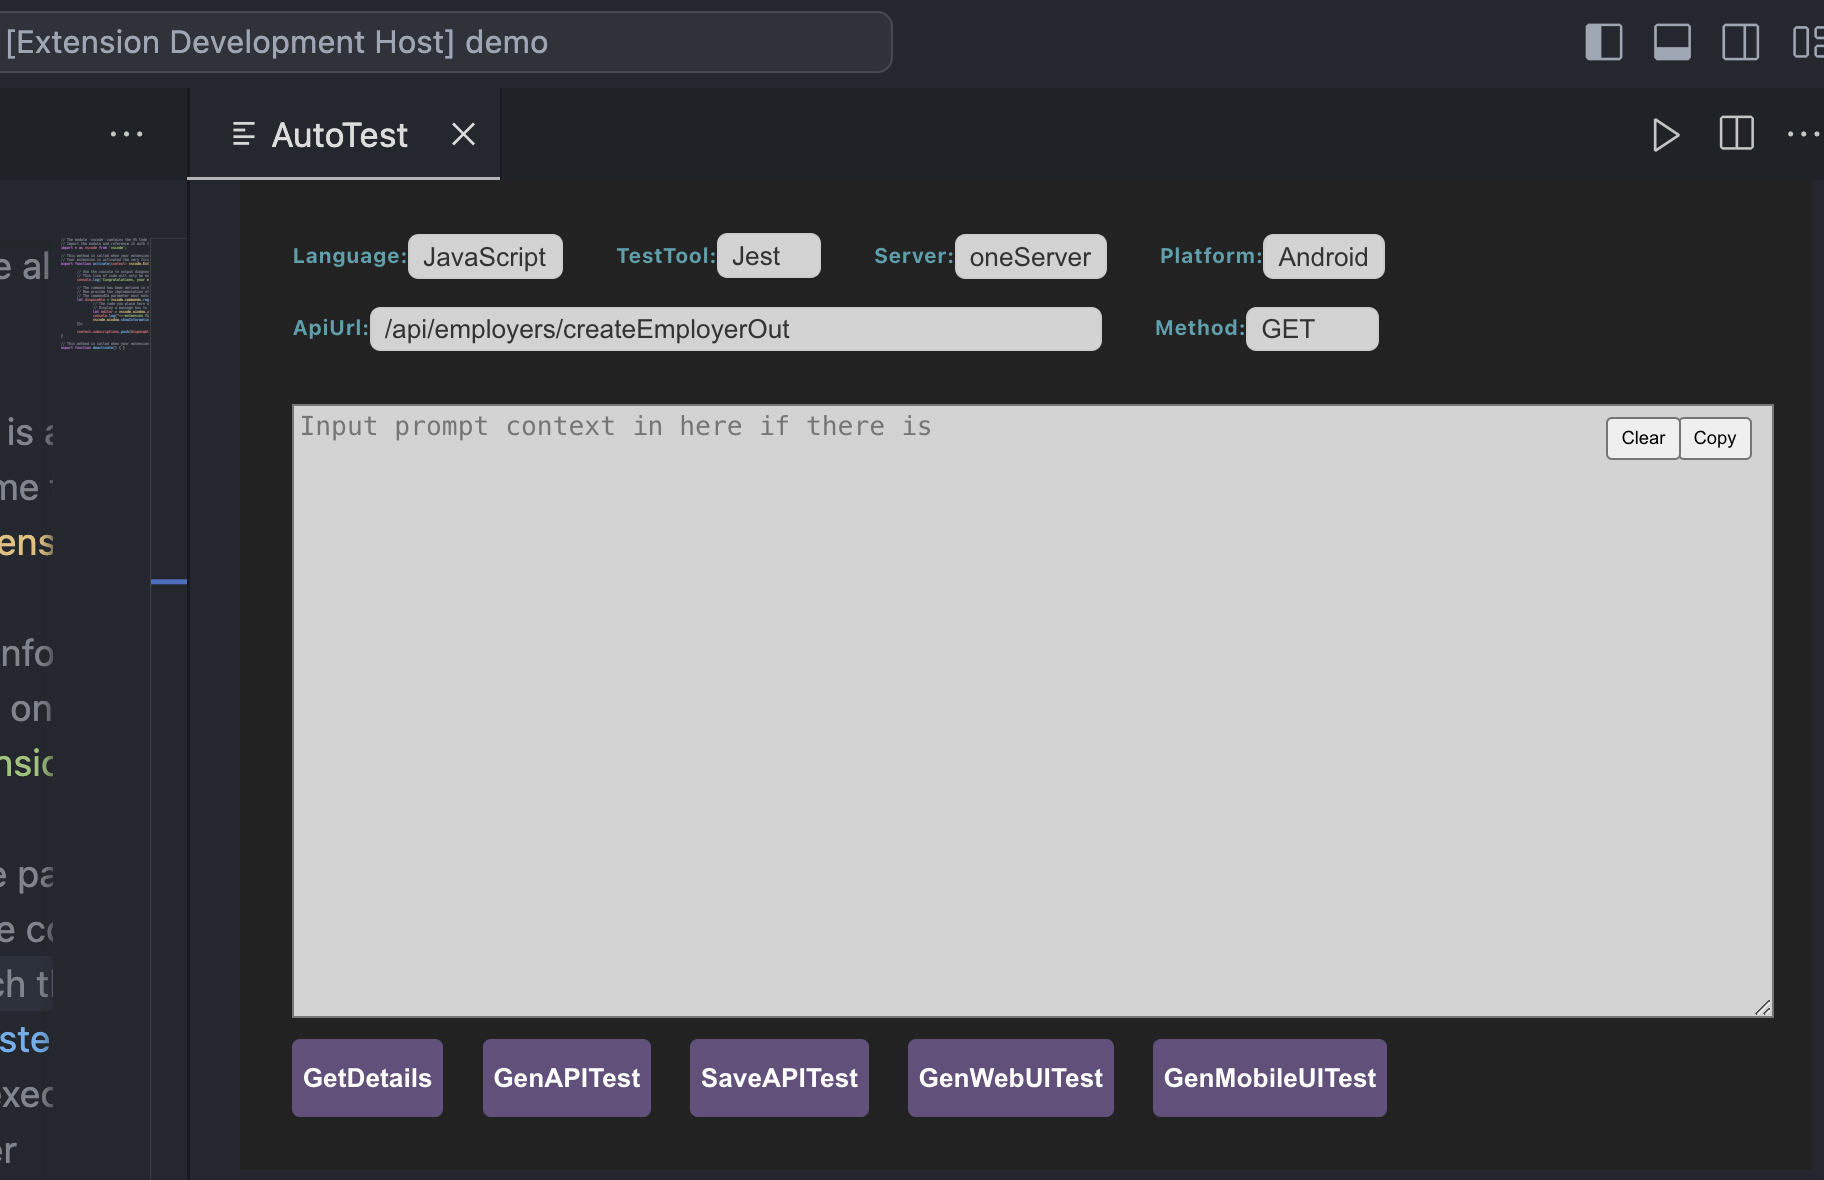 [Extension Development Host] demo
AutoTest
Language: JavaScript TestTool: Jest Server: oneServer Platform: Android
ApiUrl: /api/employers/createEmployerOut Method: GET
Input prompt context in here if there is
Clear Copy
GetDetails GenAPITest SaveAPITest GenWebUITest GenMobileUITest
e al
is
me
ens
nfo
on
nsic
e pa
e co
ch t
ste
exec
er